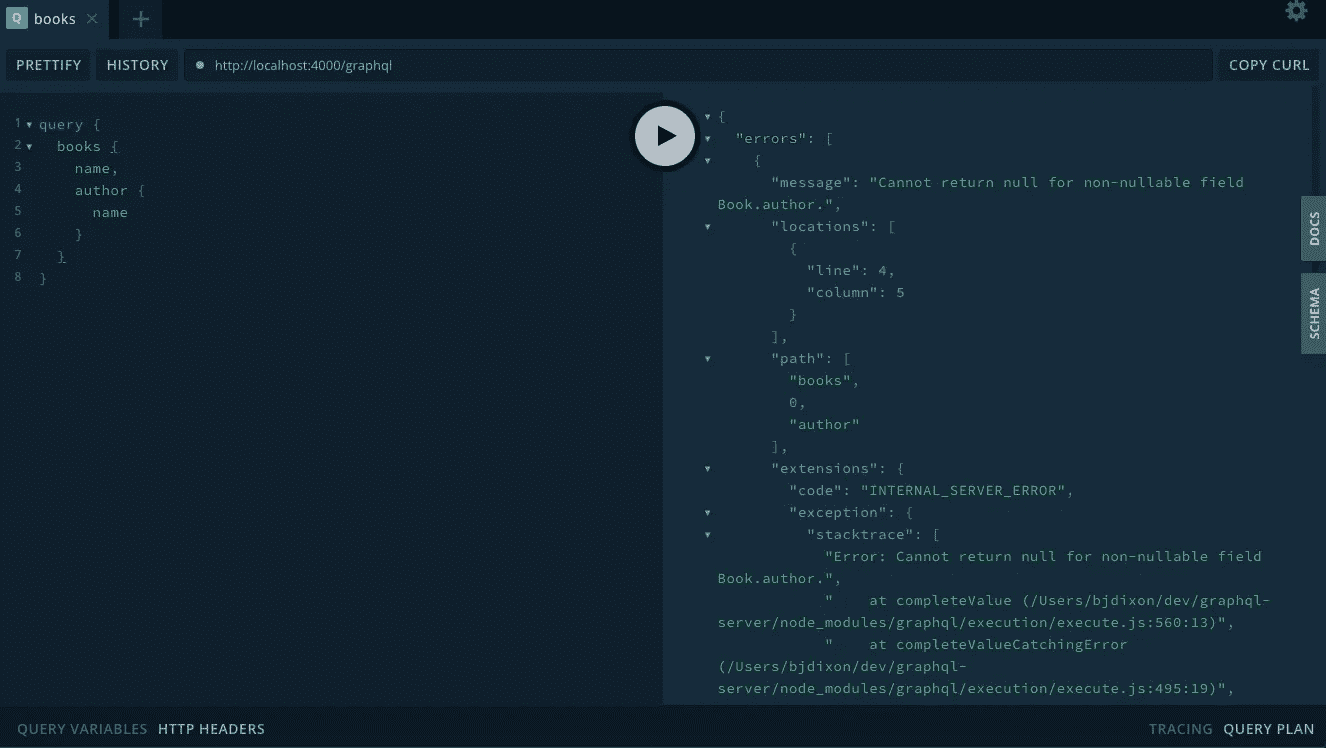 Q books
PRETTIFY HISTORY http://localhost:4000/graphql COPY CURL
1 query {
2 books {
3 name,
4 author {
5 name
6 }
7 }
8 }
{
"errors": [
{
"message": "Cannot return null for non-nullable field
Book.author.",
"locations": [
{
"line": 4,
"column": 5
}
],
"path": [
"books",
0,
"author"
],
"extensions": {
"code": "INTERNAL_SERVER_ERROR",
"exception": {
"stacktrace": [
"Error: Cannot return null for non-nullable field
Book.author.",
"    at completeValue (/Users/bjdixon/dev/graphql-
server/node_modules/graphql/execution/execute.js:560:13)",
"    at completeValueCatchingError
(/Users/bjdixon/dev/graphql-
server/node_modules/graphql/execution/execute.js:495:19)",
DOCS
SCHEMA
QUERY VARIABLES HTTP HEADERS
TRACING QUERY PLAN